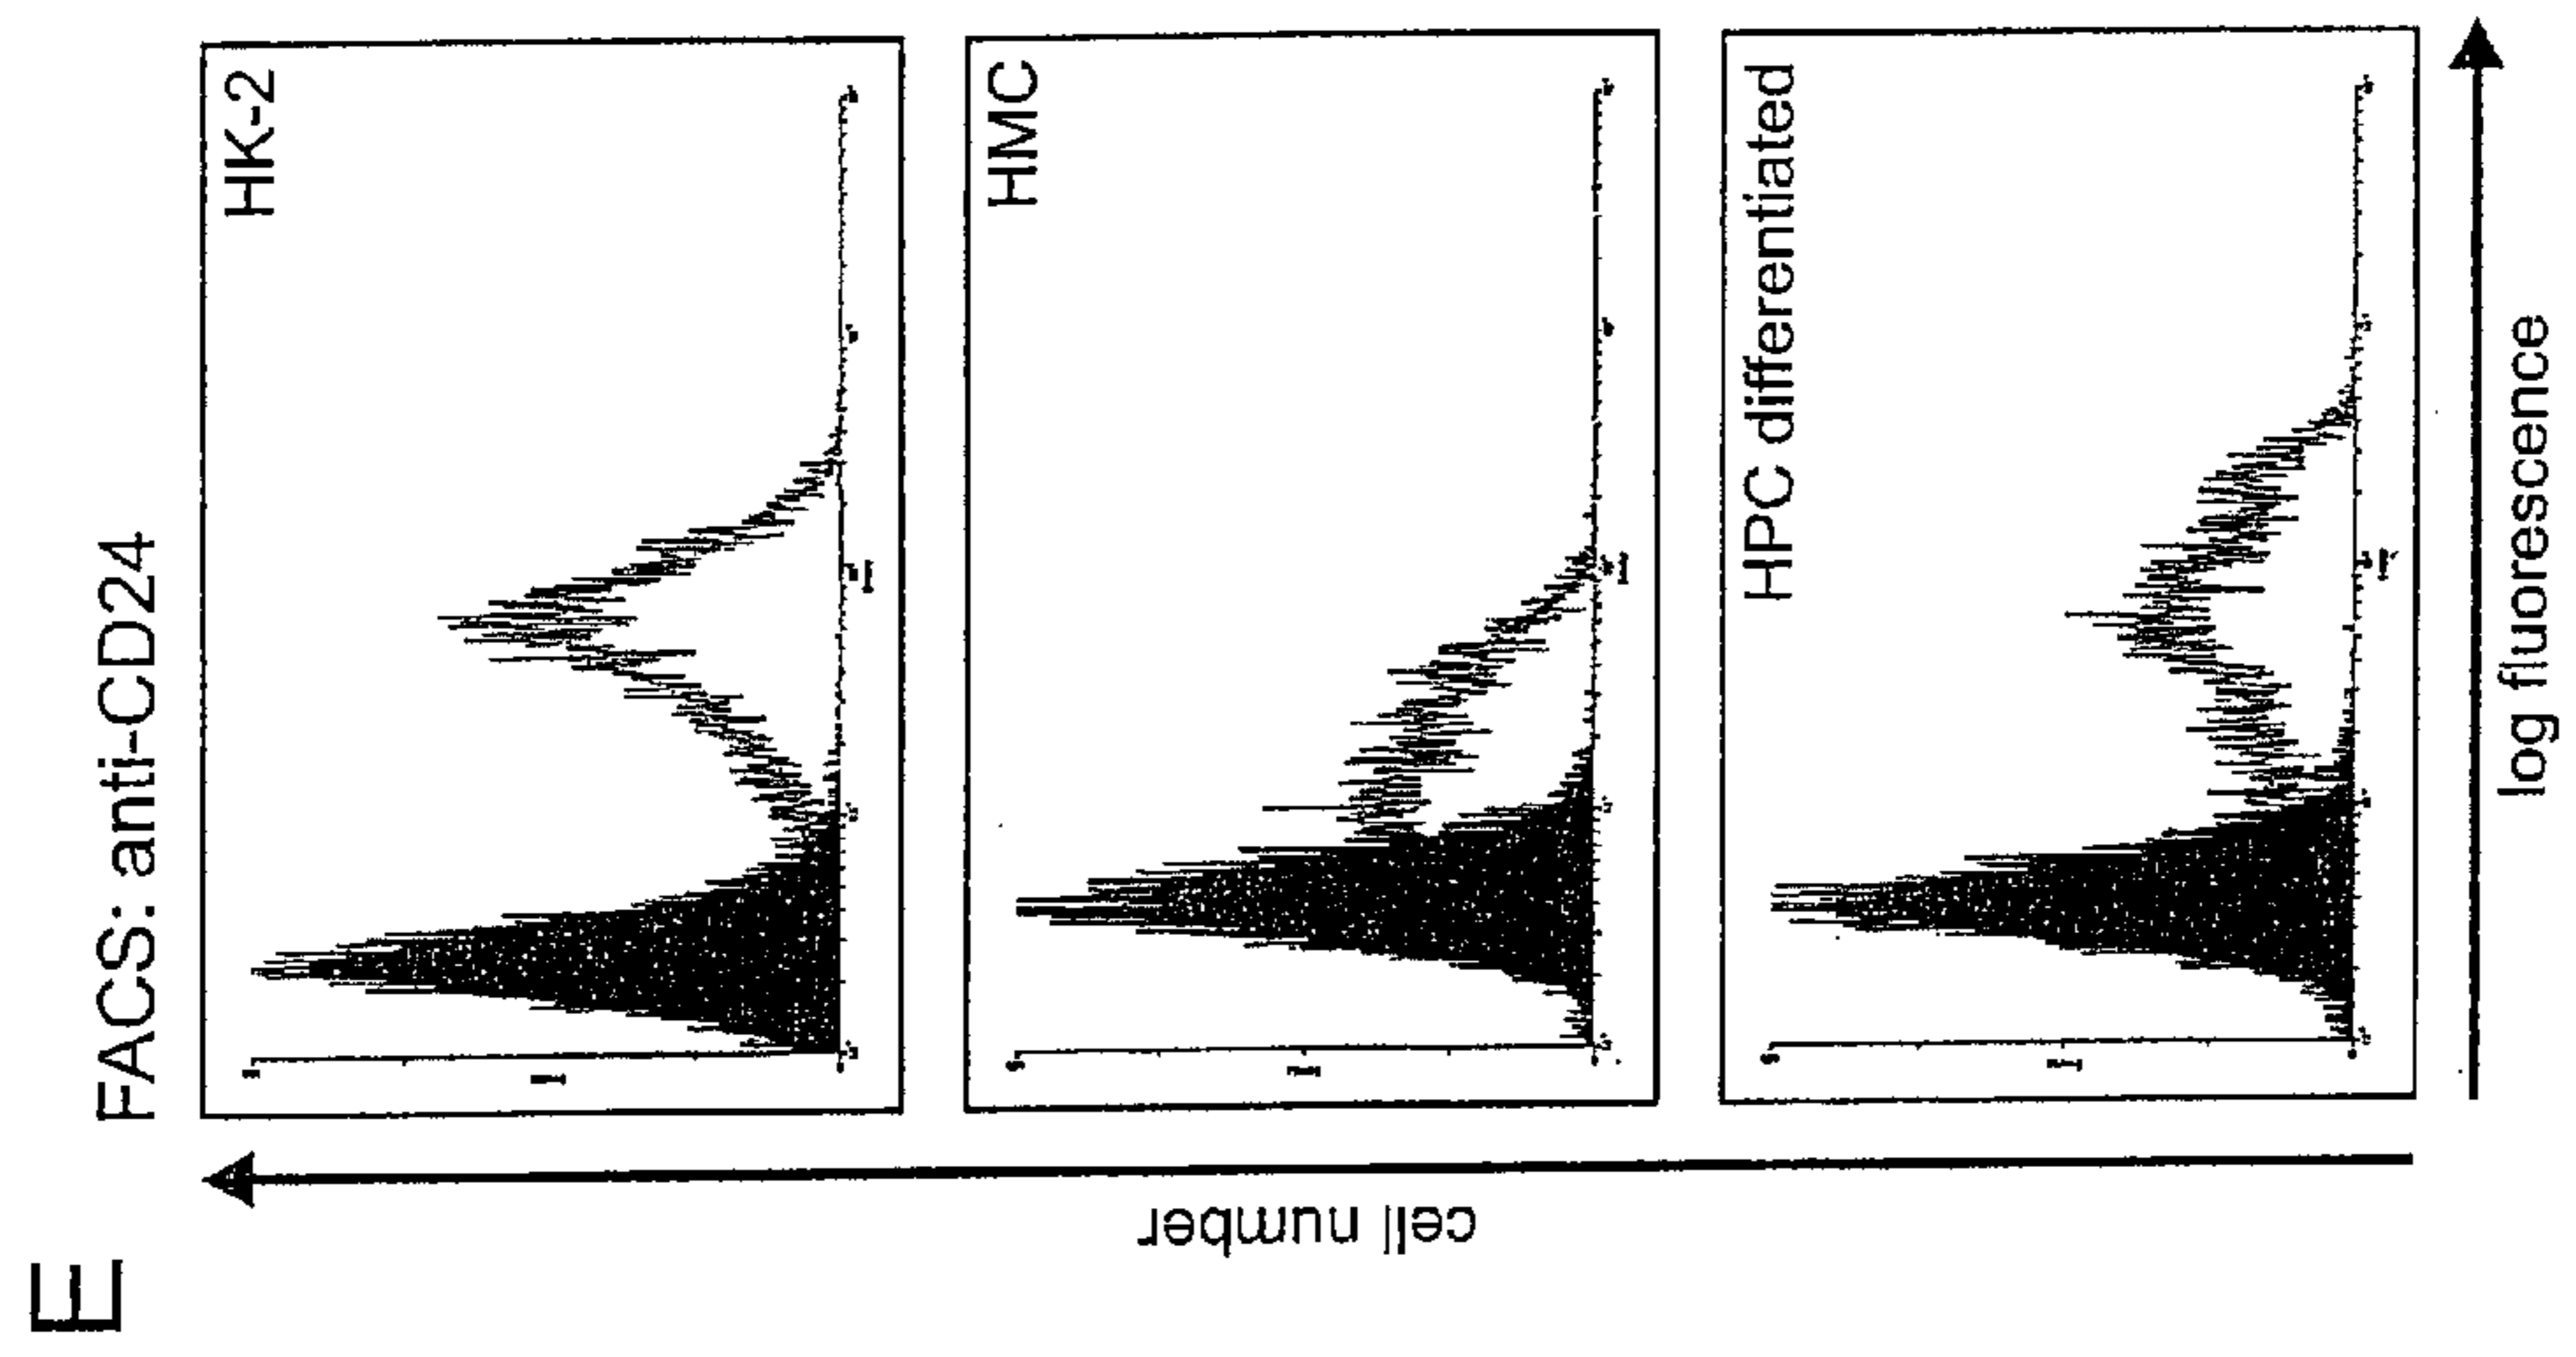 E
FACS: anti-CD24
HK-2
HMC
HPC differentiated
cell number
log fluorescence